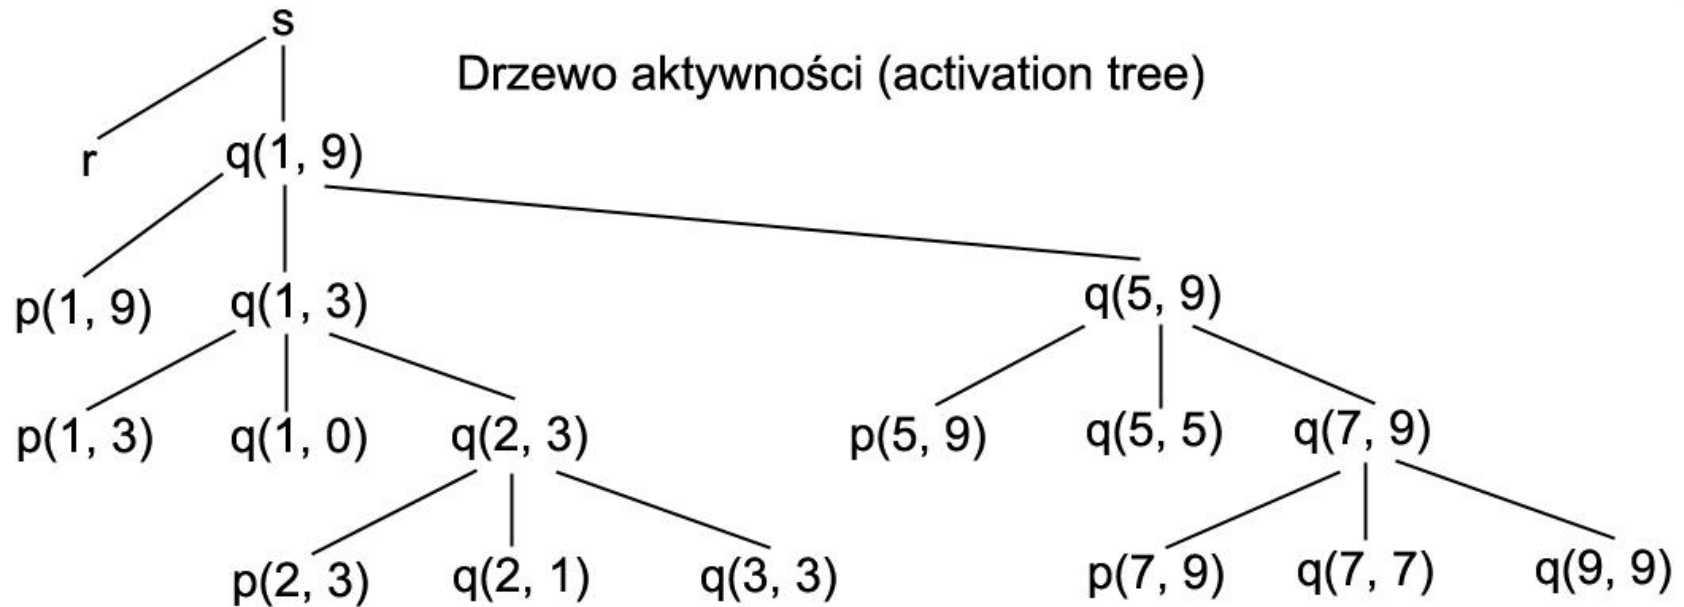 s
Drzewo aktywności (activation tree)
r
q(1, 9)
p(1, 9)
q(1, 3)
q(5, 9)
p(1, 3)
q(1, 0)
q(2, 3)
p(5, 9)
q(5, 5)
q(7, 9)
p(2, 3)
q(2, 1)
q(3, 3)
p(7, 9)
q(7, 7)
q(9, 9)